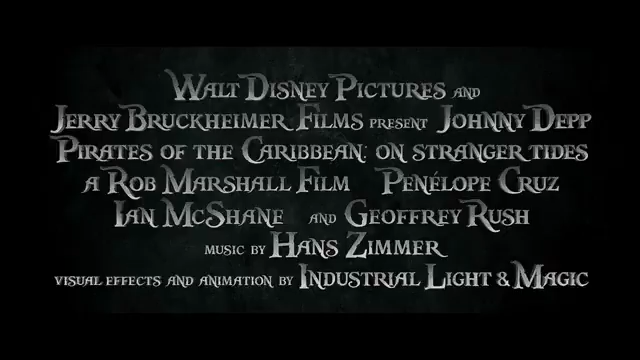 Walt Disney Pictures and
Jerry Bruckheimer Films present Johnny Depp
Pirates of the Caribbean: on stranger tides
a Rob Marshall Film Penélope Cruz
Ian McShane and Geoffrey Rush
music by Hans Zimmer
visual effects and animation by Industrial Light & Magic